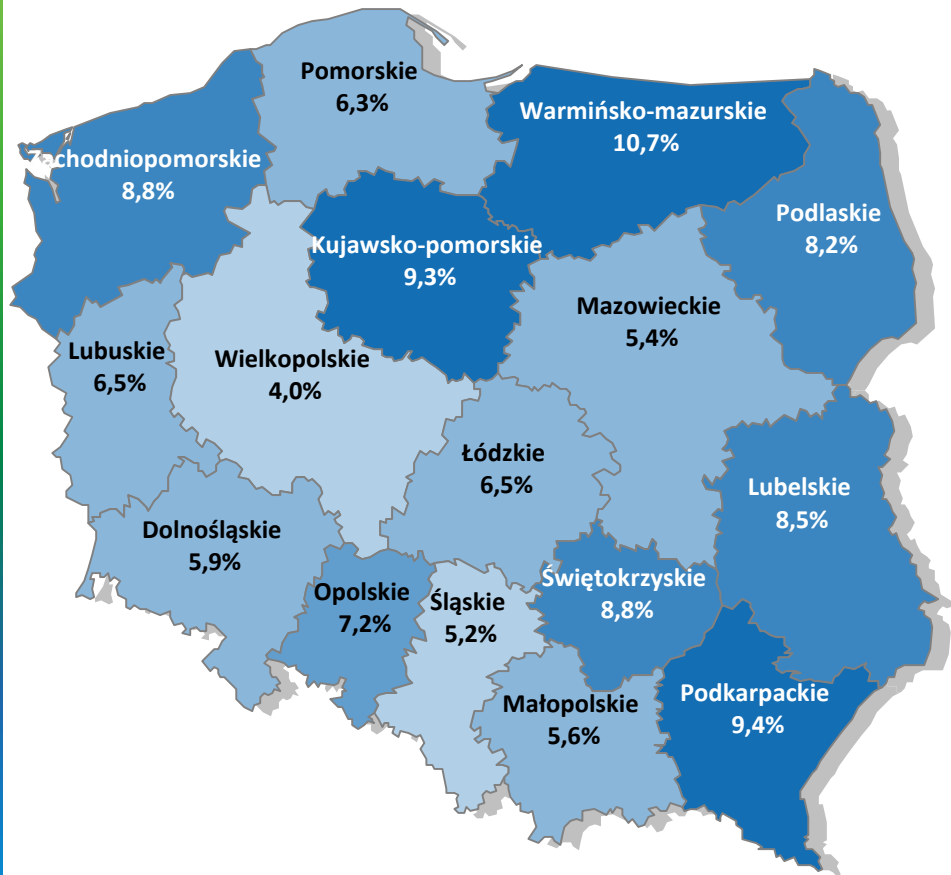 Pomorskie
6,3%
Warmińsko-mazurskie
10,7%
Zachodniopomorskie
8,8%
Podlaskie
8,2%
Kujawsko-pomorskie
9,3%
Mazowieckie
5,4%
Lubuskie
6,5%
Wielkopolskie
4,0%
Łódzkie
6,5%
Lubelskie
8,5%
Dolnośląskie
5,9%
Opolskie
7,2%
Śląskie
5,2%
Świętokrzyskie
8,8%
Małopolskie
5,6%
Podkarpackie
9,4%